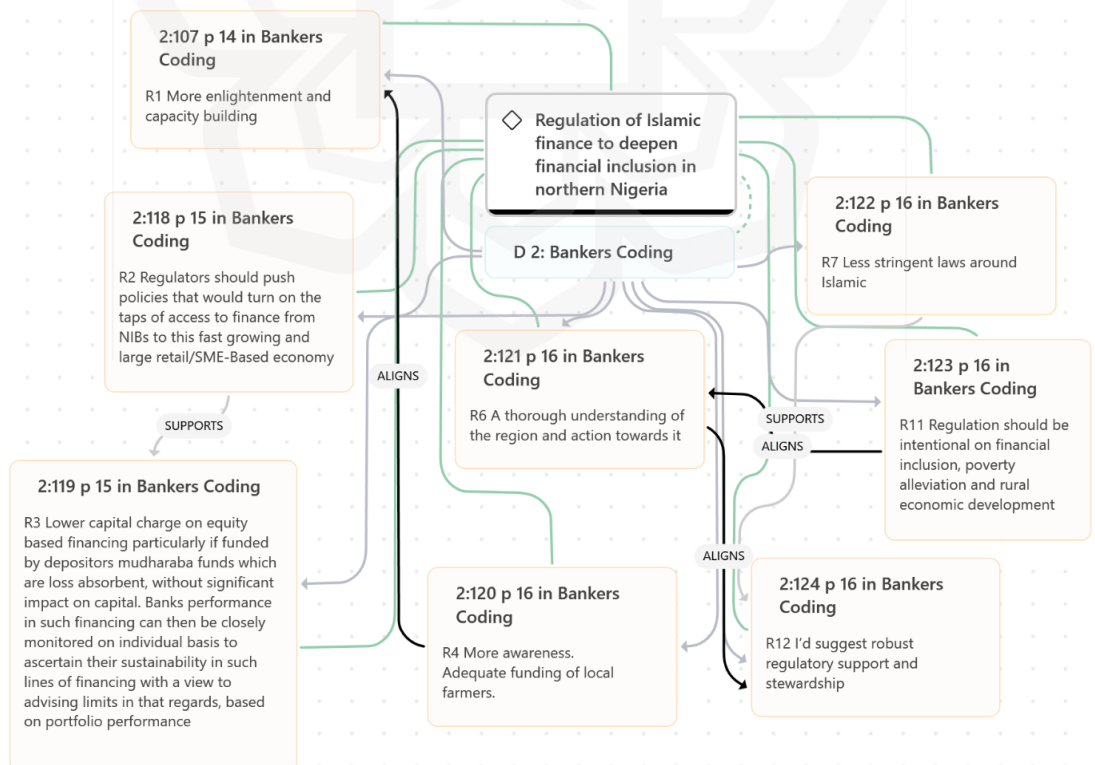 2:107 p 14 in Bankers
Coding
R1 More enlightenment and
capacity building
Regulation of Islamic
finance to deepen
financial inclusion in
northern Nigeria
D 2: Bankers Coding
2:118 p 15 in Bankers
Coding
R2 Regulators should push
policies that would turn on the
taps of access to finance from
NIBs to this fast growing and
large retail/SME-Based economy
2:122 p 16 in Bankers
Coding
R7 Less stringent laws around
Islamic
2:121 p 16 in Bankers
Coding
R6 A thorough understanding of
the region and action towards it
2:123 p 16 in
Bankers Coding
R11 Regulation should be
intentional on financial
inclusion, poverty
alleviation and rural
economic development
ALIGNS
SUPPORTS
SUPPORTS
ALIGNS
2:119 p 15 in Bankers Coding
R3 Lower capital charge on equity
based financing particularly if funded
by depositors mudharaba funds which
are loss absorbent, without significant
impact on capital. Banks performance
in such financing can then be closely
monitored on individual basis to
ascertain their sustainability in such
lines of financing with a view to
advising limits in that regards, based
on portfolio performance
ALIGNS
2:120 p 16 in Bankers
Coding
R4 More awareness.
Adequate funding of local
farmers.
2:124 p 16 in Bankers
Coding
R12 I'd suggest robust
regulatory support and
stewardship